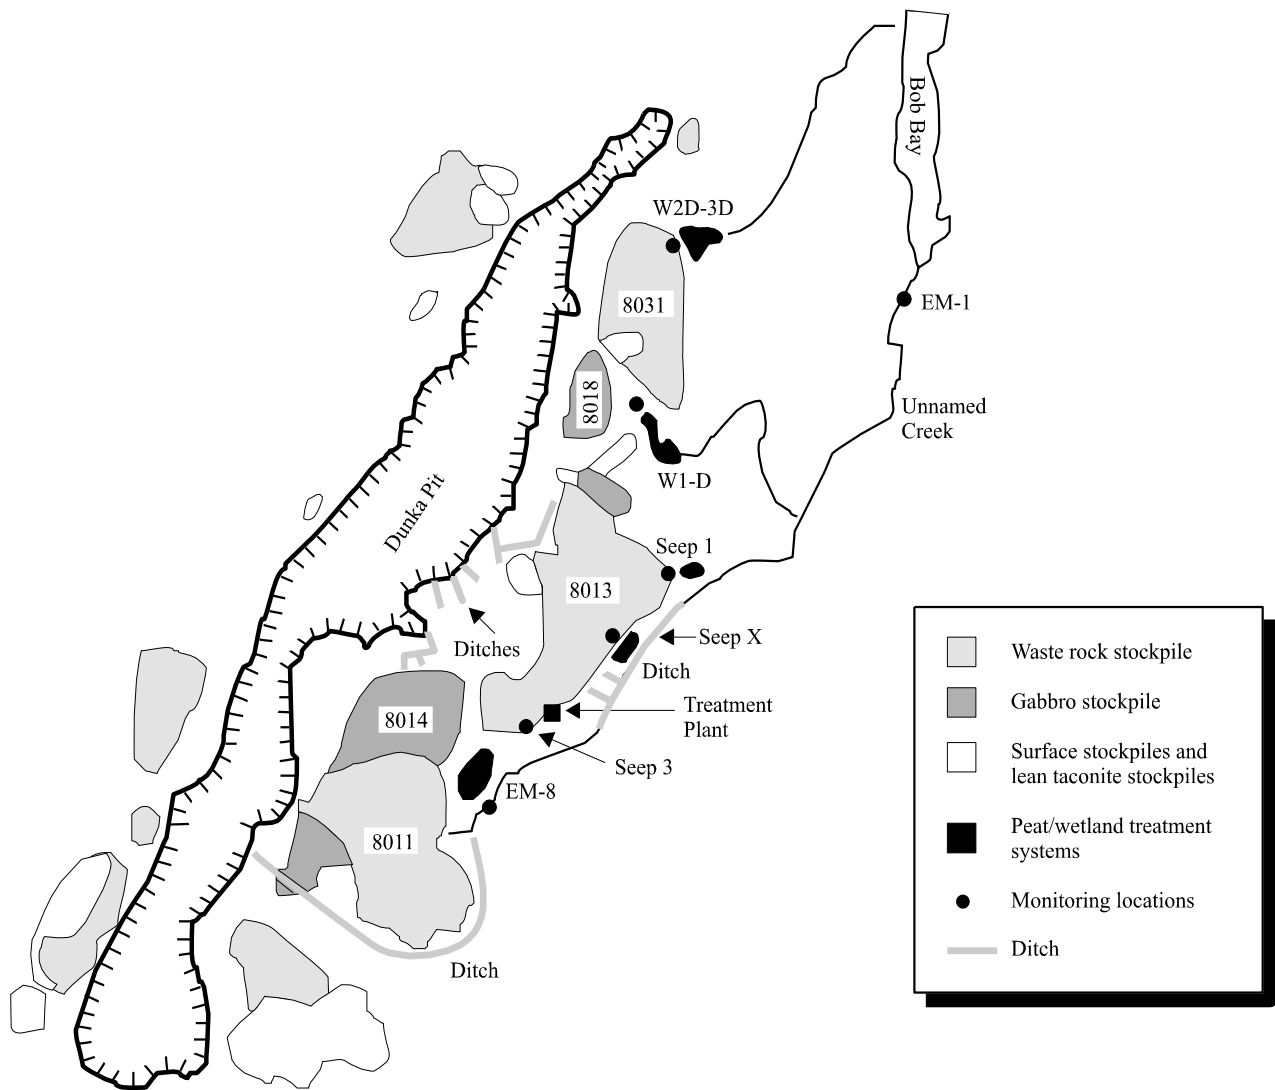 Bob Bay
W2D-3D
8031
EM-1
8018
Unnamed
Creek
W1-D
Dunka Pit
Seep 1
8013
Ditches
Seep X
Ditch
Treatment
Plant
8014
Seep 3
EM-8
8011
Ditch
Waste rock stockpile
Gabbro stockpile
Surface stockpiles and
lean taconite stockpiles
Peat/wetland treatment
systems
Monitoring locations
Ditch